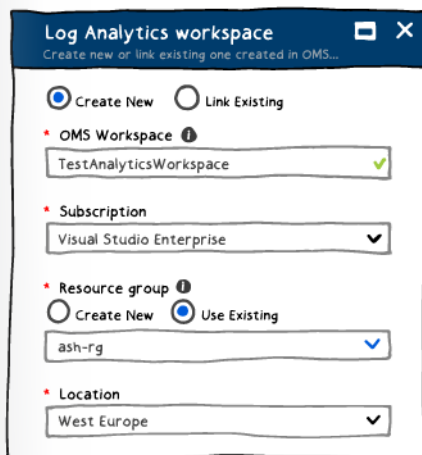 Log Analytics workspace
Create new or link existing one created in OMS...
Create New Link Existing
* OMS Workspace i
TestAnalyticsWorkspace
* Subscription
Visual Studio Enterprise
* Resource group i
Create New Use Existing
ash-rg
* Location
West Europe